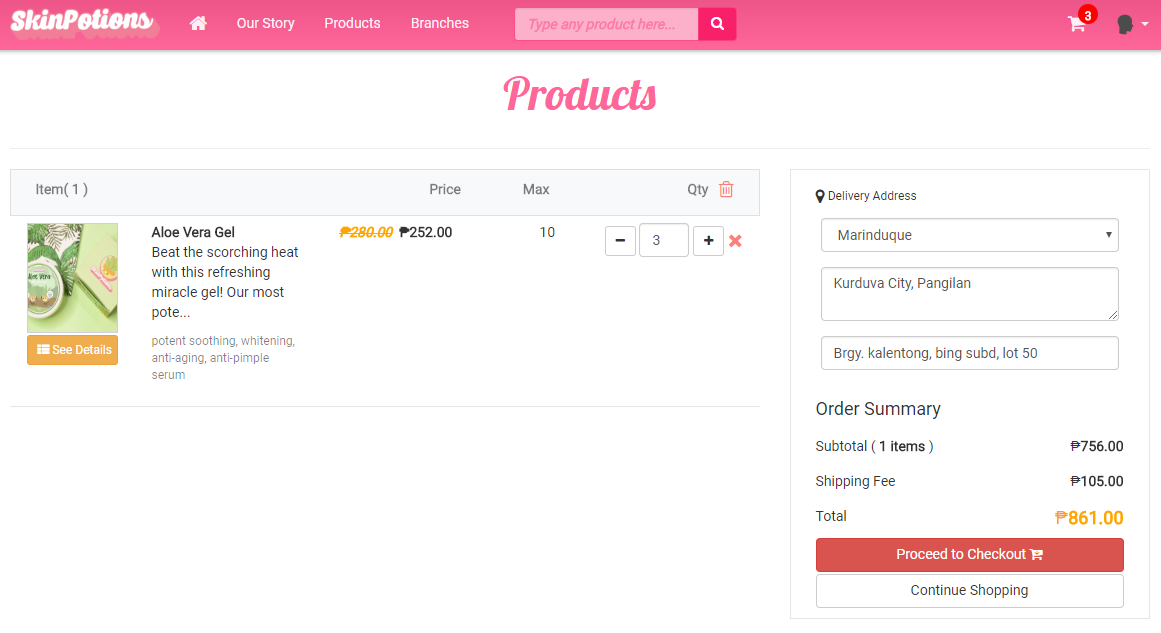 SkinPotions
Our Story
Products
Branches
Type any product here...
3
Products
Item( 1 )
Price
Max
Qty
Aloe Vera Gel
Beat the scorching heat
with this refreshing
miracle gel! Our most
pote...
potent soothing, whitening,
anti-aging, anti-pimple
serum
₱280.00 ₱252.00
10
3
Aloe Vera
See Details
Delivery Address
Marinduque
Kurduva City, Pangilan
Brgy. kalentong, bing subd, lot 50
Order Summary
Subtotal ( 1 items ) ₱756.00
Shipping Fee ₱105.00
Total ₱861.00
Proceed to Checkout
Continue Shopping